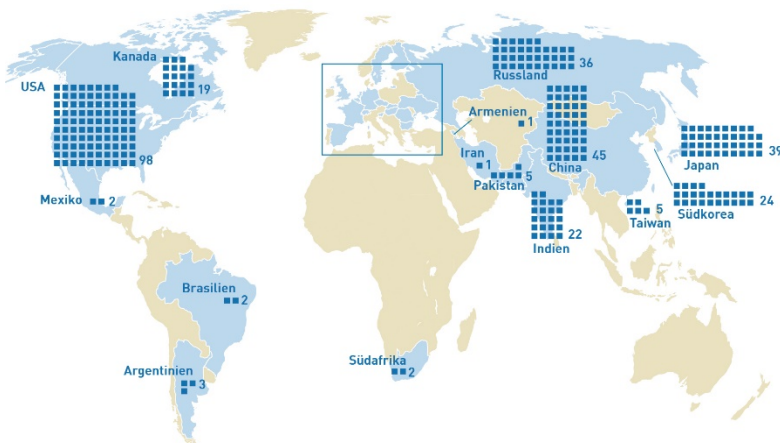 Kanada
19
USA
98
Mexiko 2
Brasilien
2
Argentinien
3
Südafrika
2
Russland
36
Armenien
1
Iran
1
Pakistan
5
China
45
Indien
22
Japan
39
Südkorea
24
Taiwan
5